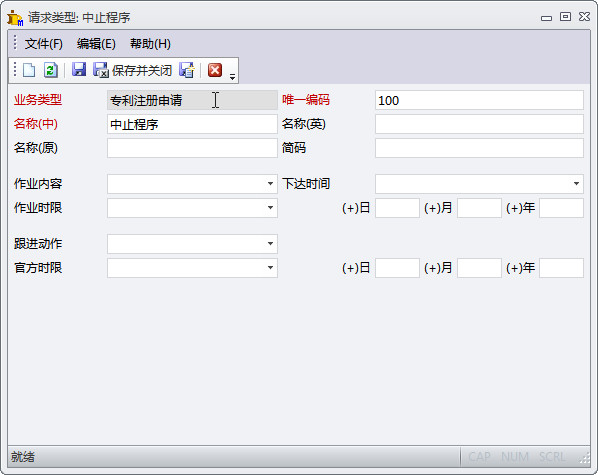 请求类型: 中止程序
文件(F) 编辑(E) 帮助(H)
保存并关闭
业务类型 专利注册申请 唯一编码 100
名称(中) 中止程序 名称(英)
名称(原) 简码
作业内容 下达时间
作业时限 (+)日 (+)月 (+)年
跟进动作
官方时限 (+)日 (+)月 (+)年
就绪 CAP NUM SCRL